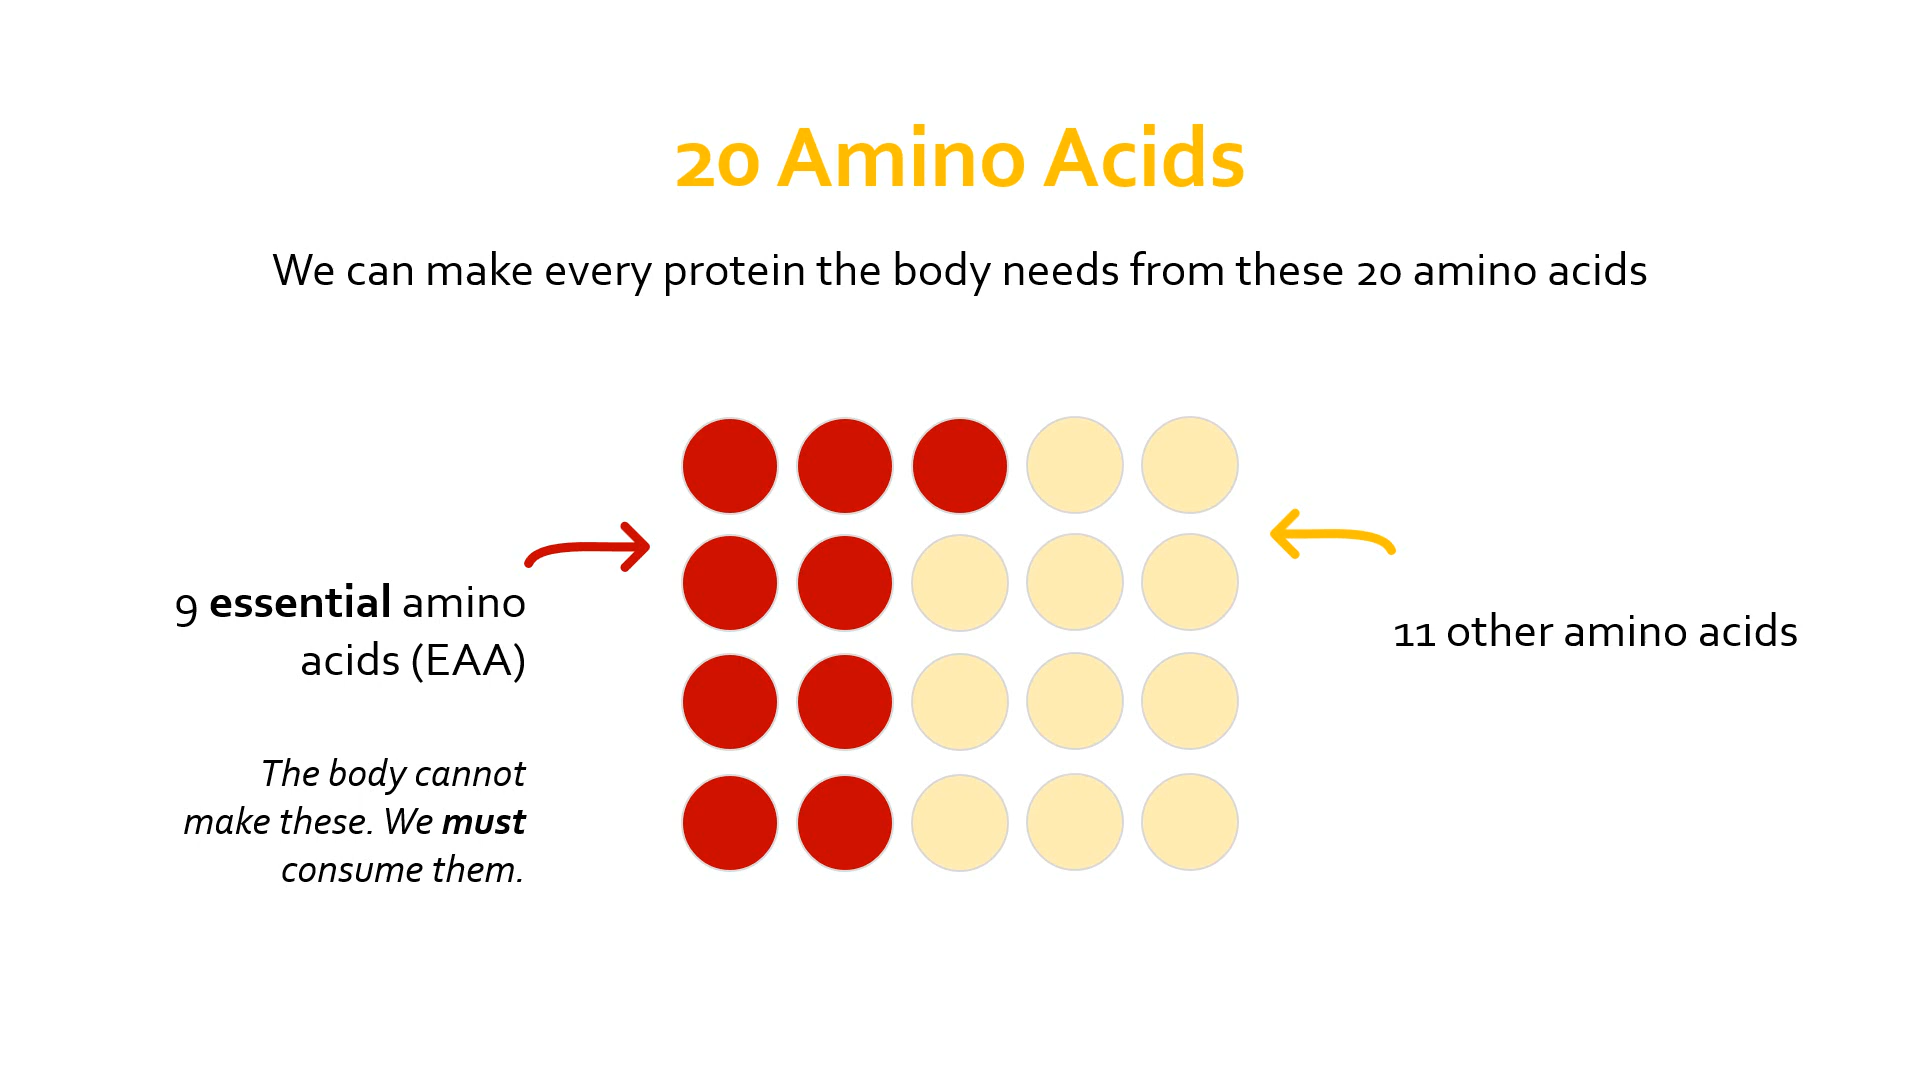 20 Amino Acids
We can make every protein the body needs from these 20 amino acids
9 essential amino
acids (EAA)
The body cannot
make these. We must
consume them.
11 other amino acids